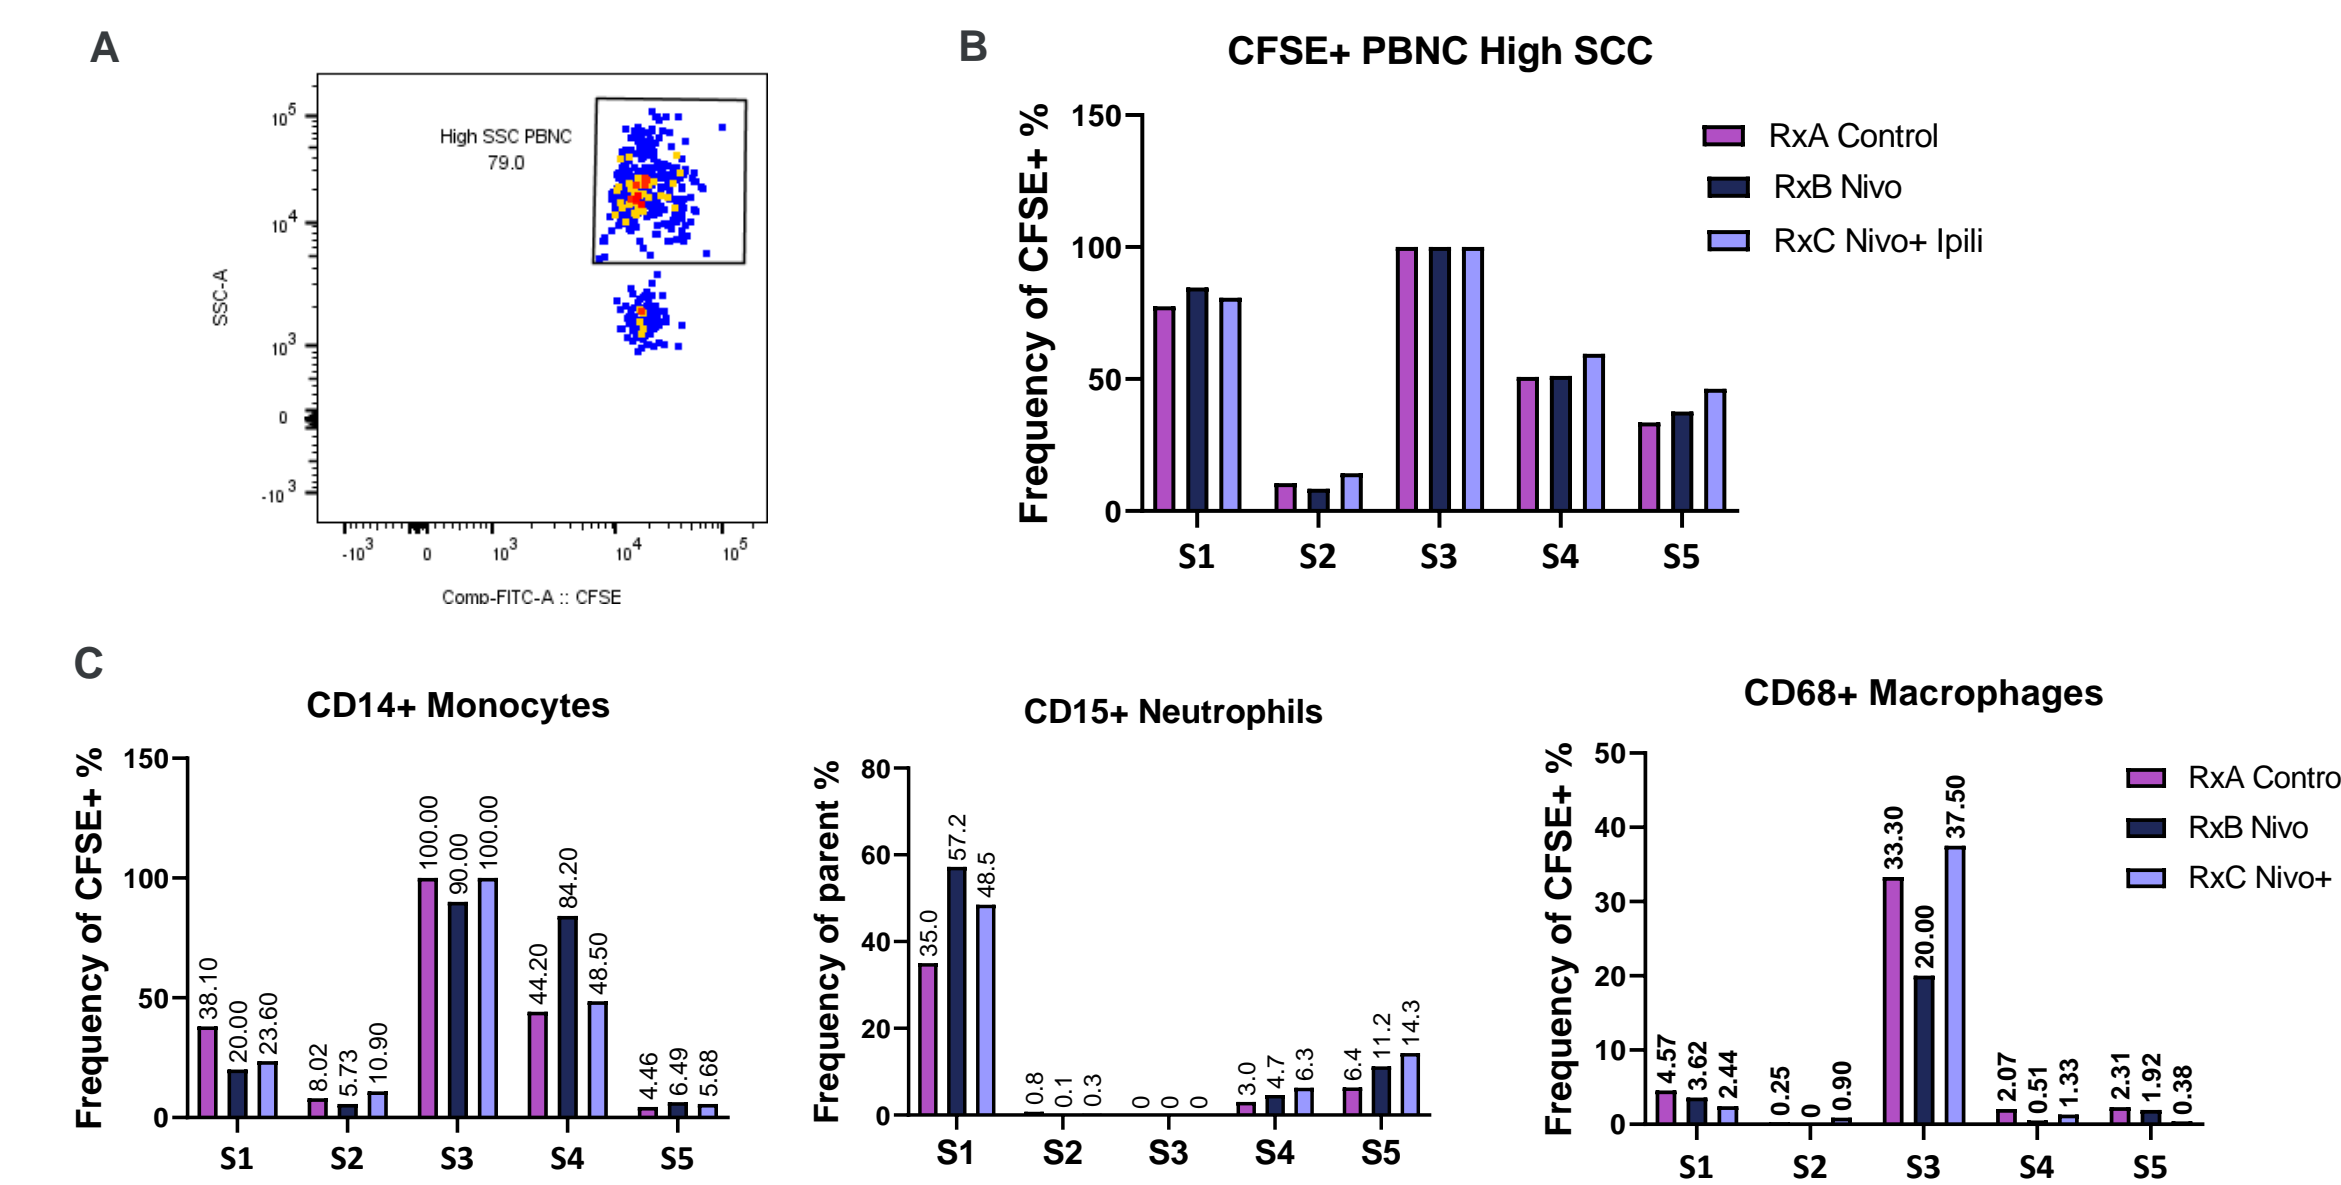 A
High SSC PBNC
79.0
10^5
10^4
10^3
0
-10^3
SSC-A
-10^3 0 10^3 10^4 10^5
Comp-FITC-A :: CFSE
B
CFSE+ PBNC High SCC
Frequency of CFSE+ %
150
100
50
0
S1 S2 S3 S4 S5
RxA Control
RxB Nivo
RxC Nivo+ Ipili
C
CD14+ Monocytes
Frequency of CFSE+ %
150
100
50
0
38.10 20.00 23.60
8.02 5.73 10.90
100.00 90.00 100.00
44.20 84.20 48.50
4.46 6.49 5.68
S1 S2 S3 S4 S5
CD15+ Neutrophils
Frequency of parent %
80
60
40
20
0
35.0 57.2 48.5
0.8 0.1 0.3
0 0 0
3.0 4.7 6.3
6.4 11.2 14.3
S1 S2 S3 S4 S5
CD68+ Macrophages
Frequency of CFSE+ %
50
40
30
20
10
0
4.57 3.62 2.44
0.25 0 0.90
33.30 20.00 37.50
2.07 0.51 1.33
2.31 1.92 0.38
S1 S2 S3 S4 S5
RxA Contro
RxB Nivo
RxC Nivo+